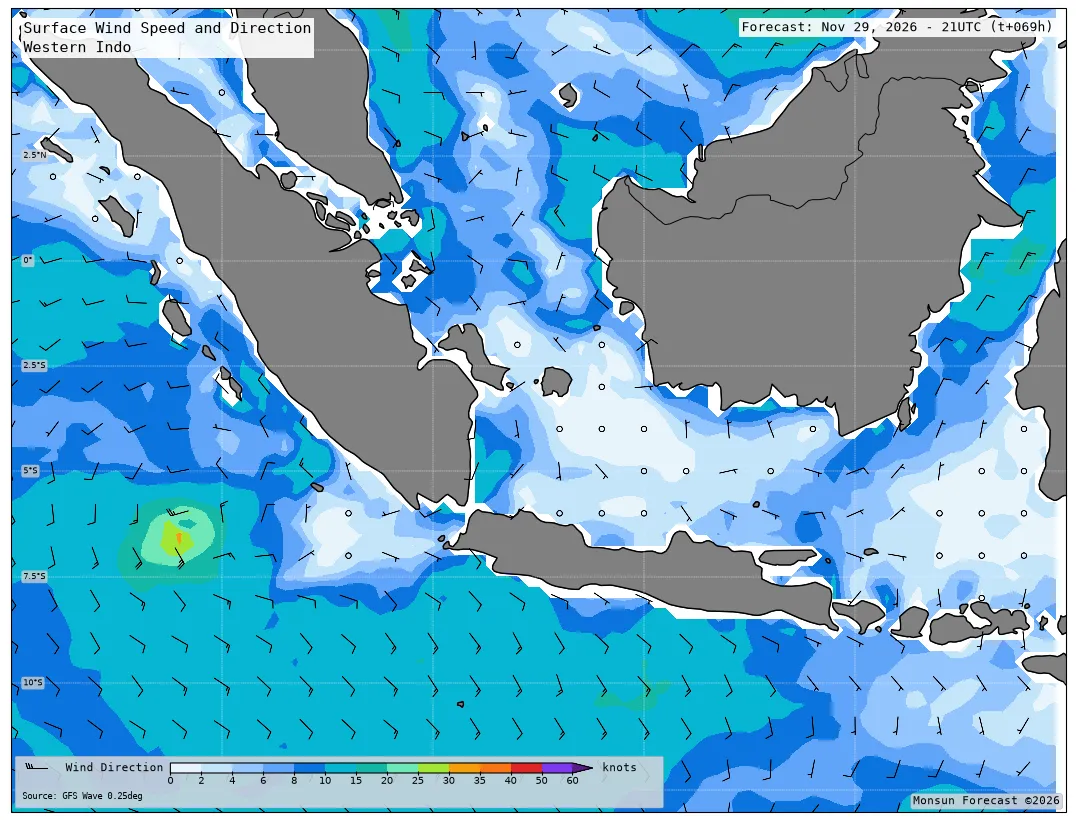 Surface Wind Speed and Direction
Western Indo
Forecast: Nov 29, 2026 - 21UTC (t+069h)
2.5°N
0°
2.5°S
5°S
7.5°S
10°S
Wind Direction
0 2 4 6 8 10 15 20 25 30 35 40 50 60
knots
Source: GFS Wave 0.25deg
Monsun Forecast ©2026